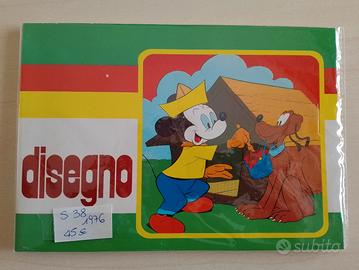 disegno
S 38
1976
45€
subito